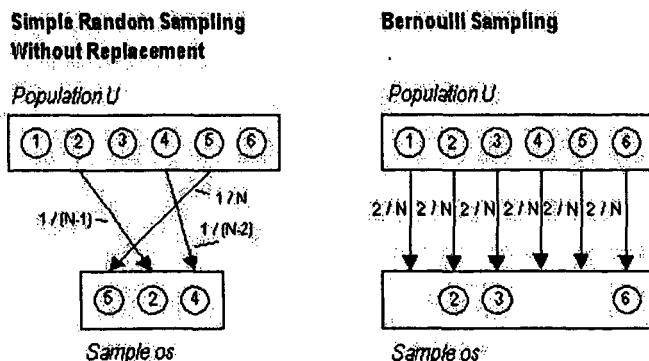 Simple Random Sampling
Without Replacement
Population U
1 2 3 4 5 6
1/(N-1)
1/N
1/(N-2)
5 2 4
Sample os
Bernoulli Sampling
Population U
1 2 3 4 5 6
2/N 2/N 2/N 2/N 2/N 2/N
2 3 6
Sample os